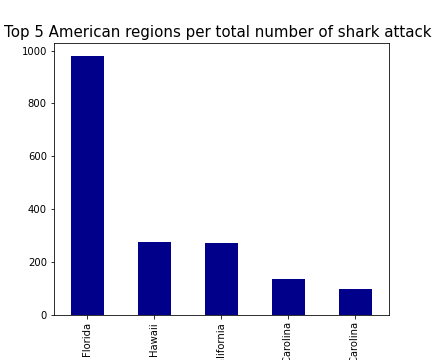 Top 5 American regions per total number of shark attack
1000
800
600
400
200
0
Florida
Hawaii
lifornia
Carolina
Carolina